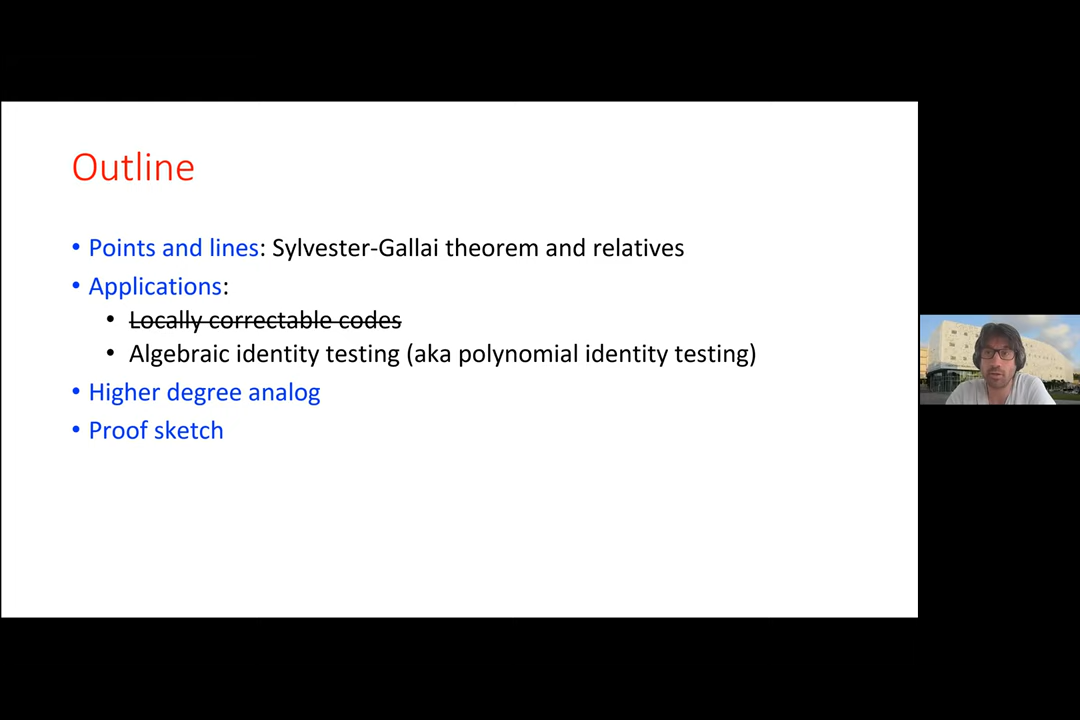 Outline
• Points and lines: Sylvester-Gallai theorem and relatives
• Applications:
• Locally correctable codes
• Algebraic identity testing (aka polynomial identity testing)
• Higher degree analog
• Proof sketch